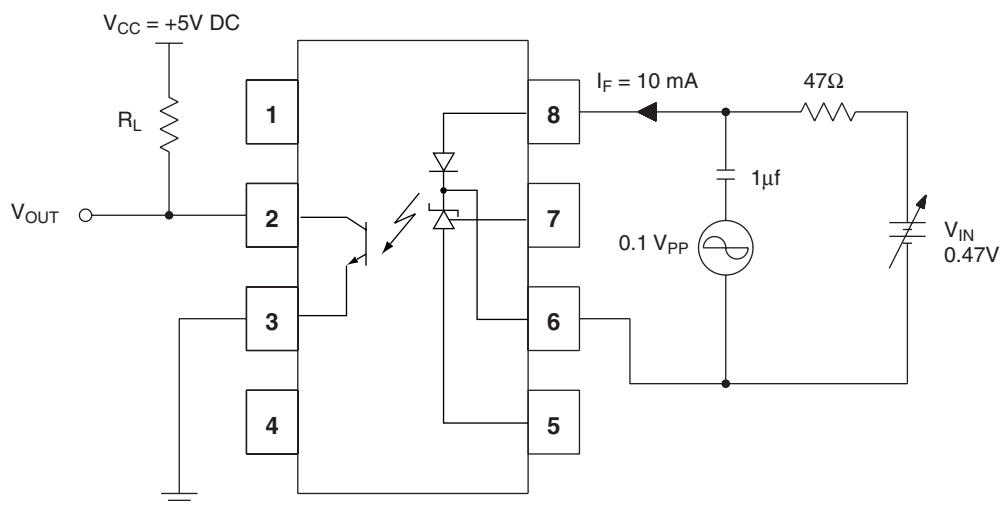 V_CC = +5V DC
R_L
V_OUT
1
2
3
4
8
7
6
5
I_F = 10 mA
47Ω
1μf
0.1 V_PP
V_IN
0.47V